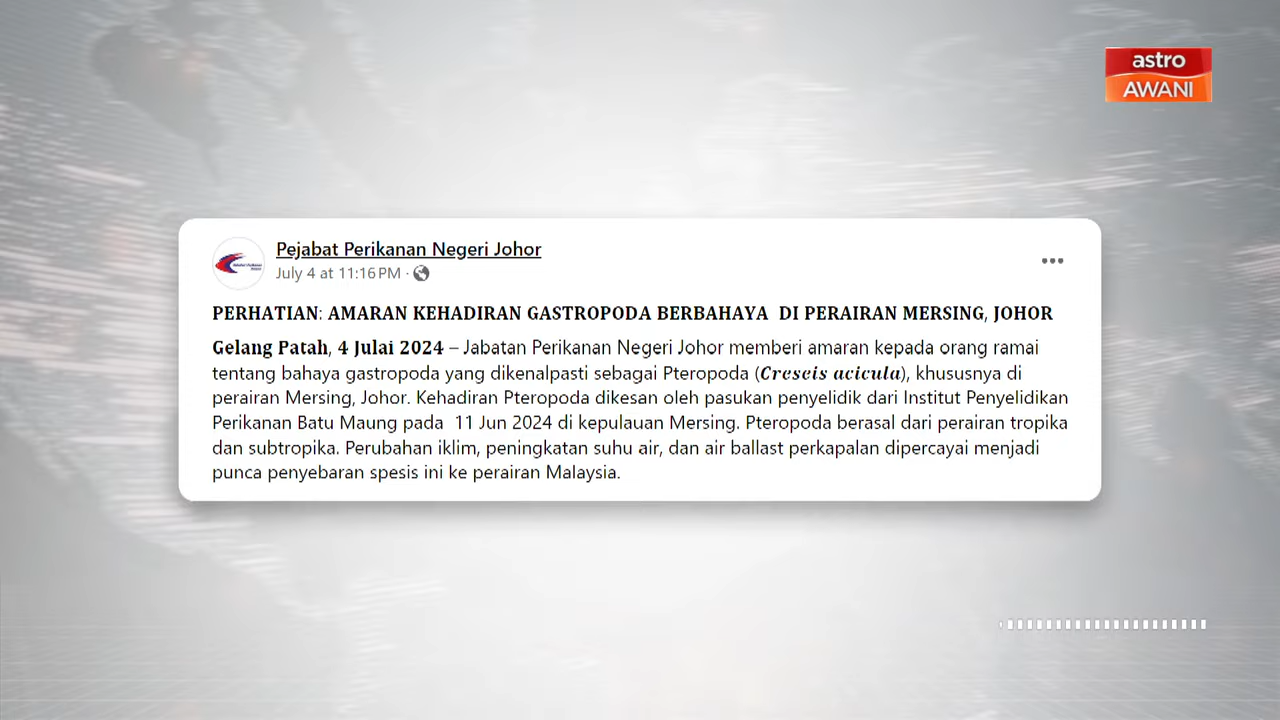 astro
AWANI
Pejabat Perikanan Negeri Johor
July 4 at 11:16 PM ·
PERHATIAN: AMARAN KEHADIRAN GASTROPODA BERBAHAYA DI PERAIRAN MERSING, JOHOR
Gelang Patah, 4 Julai 2024 – Jabatan Perikanan Negeri Johor memberi amaran kepada orang ramai
tentang bahaya gastropoda yang dikenalpasti sebagai Pteropoda (Creseis acicula), khususnya di
perairan Mersing, Johor. Kehadiran Pteropoda dikesan oleh pasukan penyelidik dari Institut Penyelidikan
Perikanan Batu Maung pada 11 Jun 2024 di kepulauan Mersing. Pteropoda berasal dari perairan tropika
dan subtropika. Perubahan iklim, peningkatan suhu air, dan air ballast perkapalan dipercayai menjadi
punca penyebaran spesis ini ke perairan Malaysia.